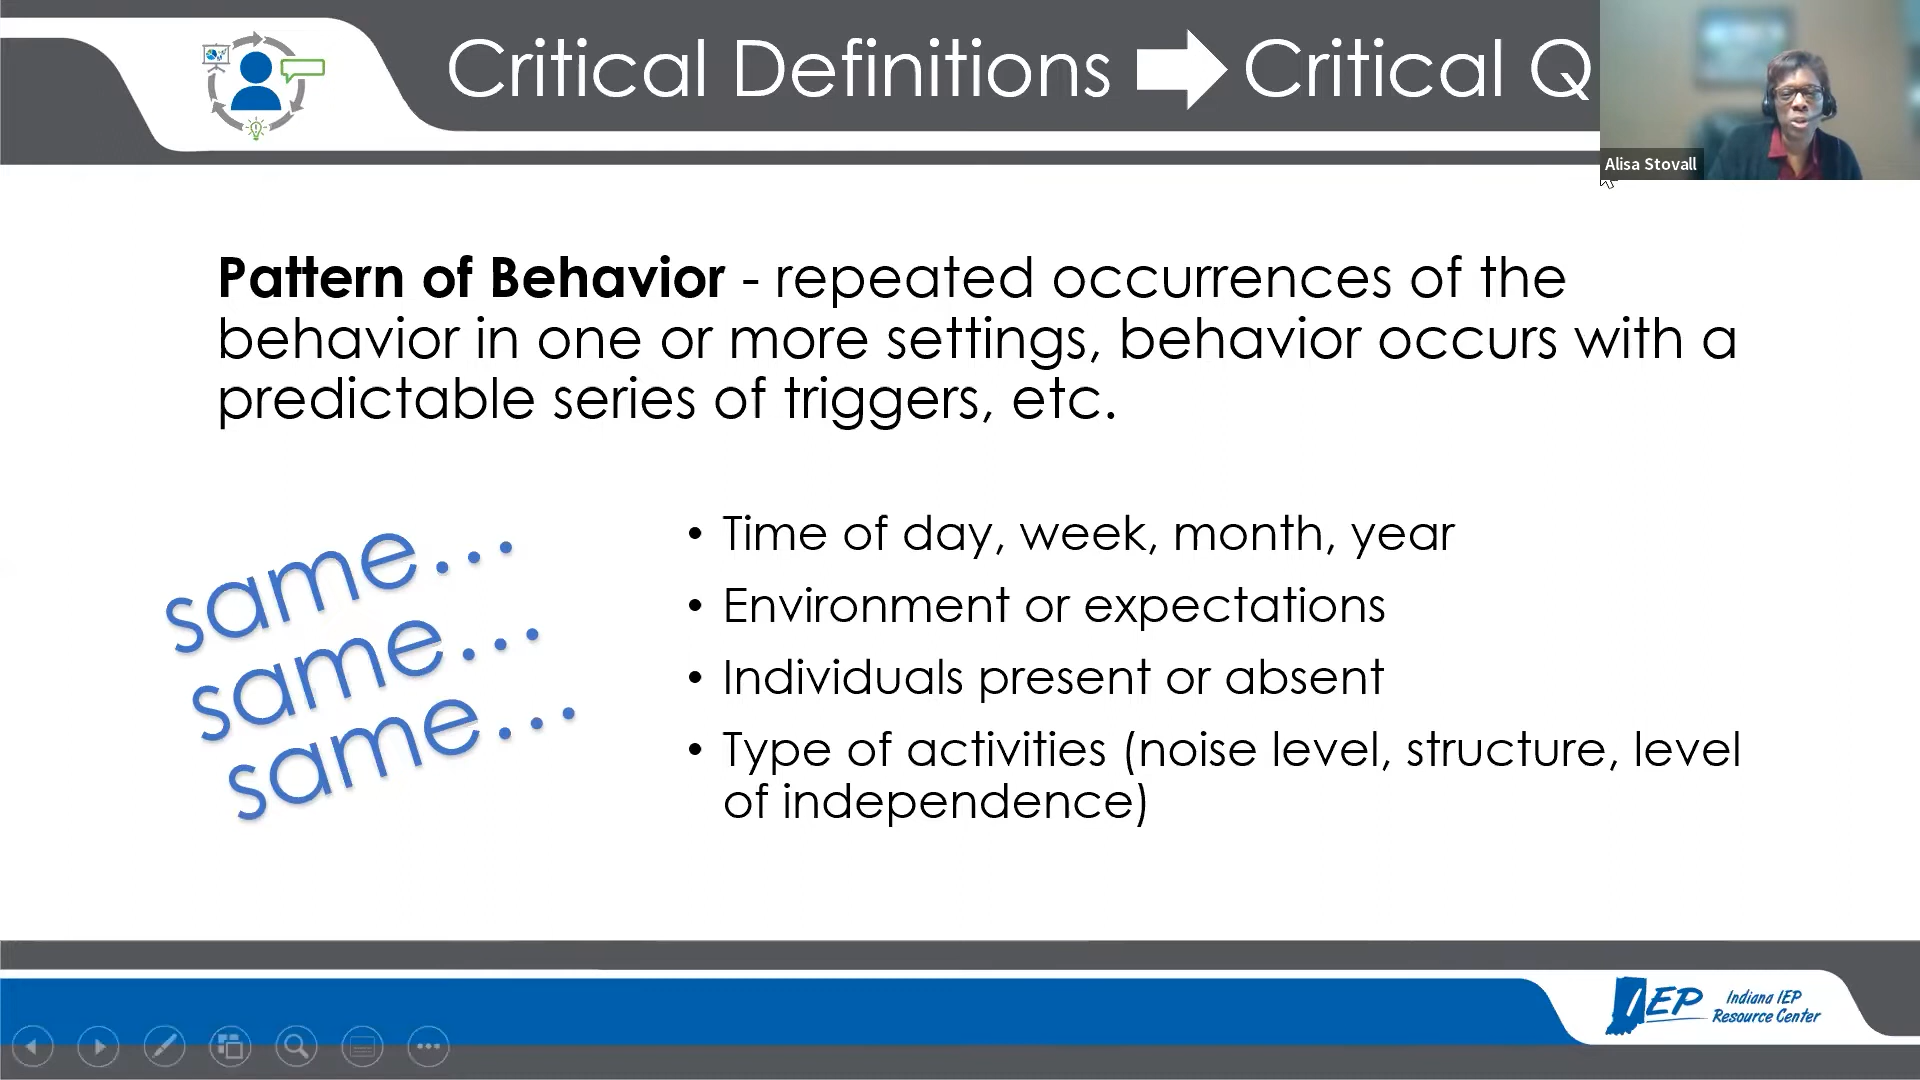 Critical Definitions Critical Q
Alisa Stovall
Pattern of Behavior - repeated occurrences of the
behavior in one or more settings, behavior occurs with a
predictable series of triggers, etc.
same...
same...
same...
• Time of day, week, month, year
• Environment or expectations
• Individuals present or absent
• Type of activities (noise level, structure, level
of independence)
IEP Indiana IEP
Resource Center